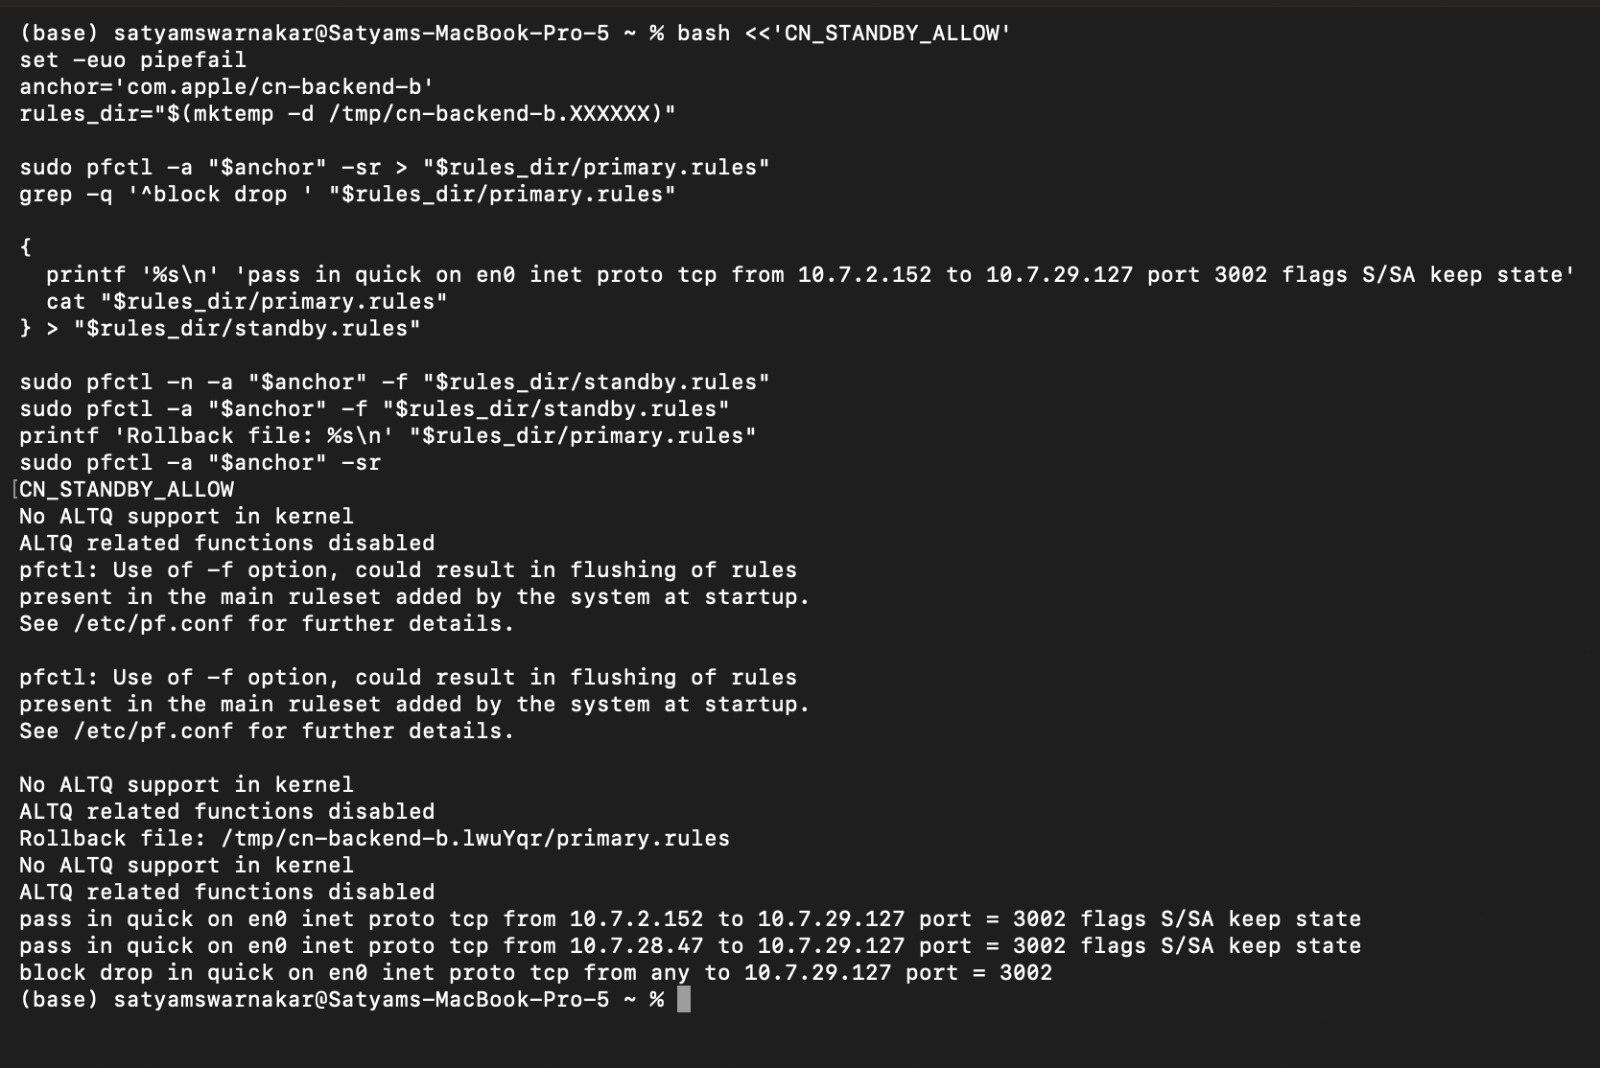 (base) satyamswarnakar@Satyams-MacBook-Pro-5 ~ % bash <<'CN_STANDBY_ALLOW'
set -euo pipefail
anchor='com.apple/cn-backend-b'
rules_dir="$(mktemp -d /tmp/cn-backend-b.XXXXXX)"

sudo pfctl -a "$anchor" -sr > "$rules_dir/primary.rules"
grep -q '^block drop ' "$rules_dir/primary.rules"

{
  printf '%s\n' 'pass in quick on en0 inet proto tcp from 10.7.2.152 to 10.7.29.127 port 3002 flags S/SA keep state'
  cat "$rules_dir/primary.rules"
} > "$rules_dir/standby.rules"

sudo pfctl -n -a "$anchor" -f "$rules_dir/standby.rules"
sudo pfctl -a "$anchor" -f "$rules_dir/standby.rules"
printf 'Rollback file: %s\n' "$rules_dir/primary.rules"
sudo pfctl -a "$anchor" -sr
[CN_STANDBY_ALLOW
No ALTQ support in kernel
ALTQ related functions disabled
pfctl: Use of -f option, could result in flushing of rules
present in the main ruleset added by the system at startup.
See /etc/pf.conf for further details.

pfctl: Use of -f option, could result in flushing of rules
present in the main ruleset added by the system at startup.
See /etc/pf.conf for further details.

No ALTQ support in kernel
ALTQ related functions disabled
Rollback file: /tmp/cn-backend-b.lwuYqr/primary.rules
No ALTQ support in kernel
ALTQ related functions disabled
pass in quick on en0 inet proto tcp from 10.7.2.152 to 10.7.29.127 port = 3002 flags S/SA keep state
pass in quick on en0 inet proto tcp from 10.7.28.47 to 10.7.29.127 port = 3002 flags S/SA keep state
block drop in quick on en0 inet proto tcp from any to 10.7.29.127 port = 3002
(base) satyamswarnakar@Satyams-MacBook-Pro-5 ~ %